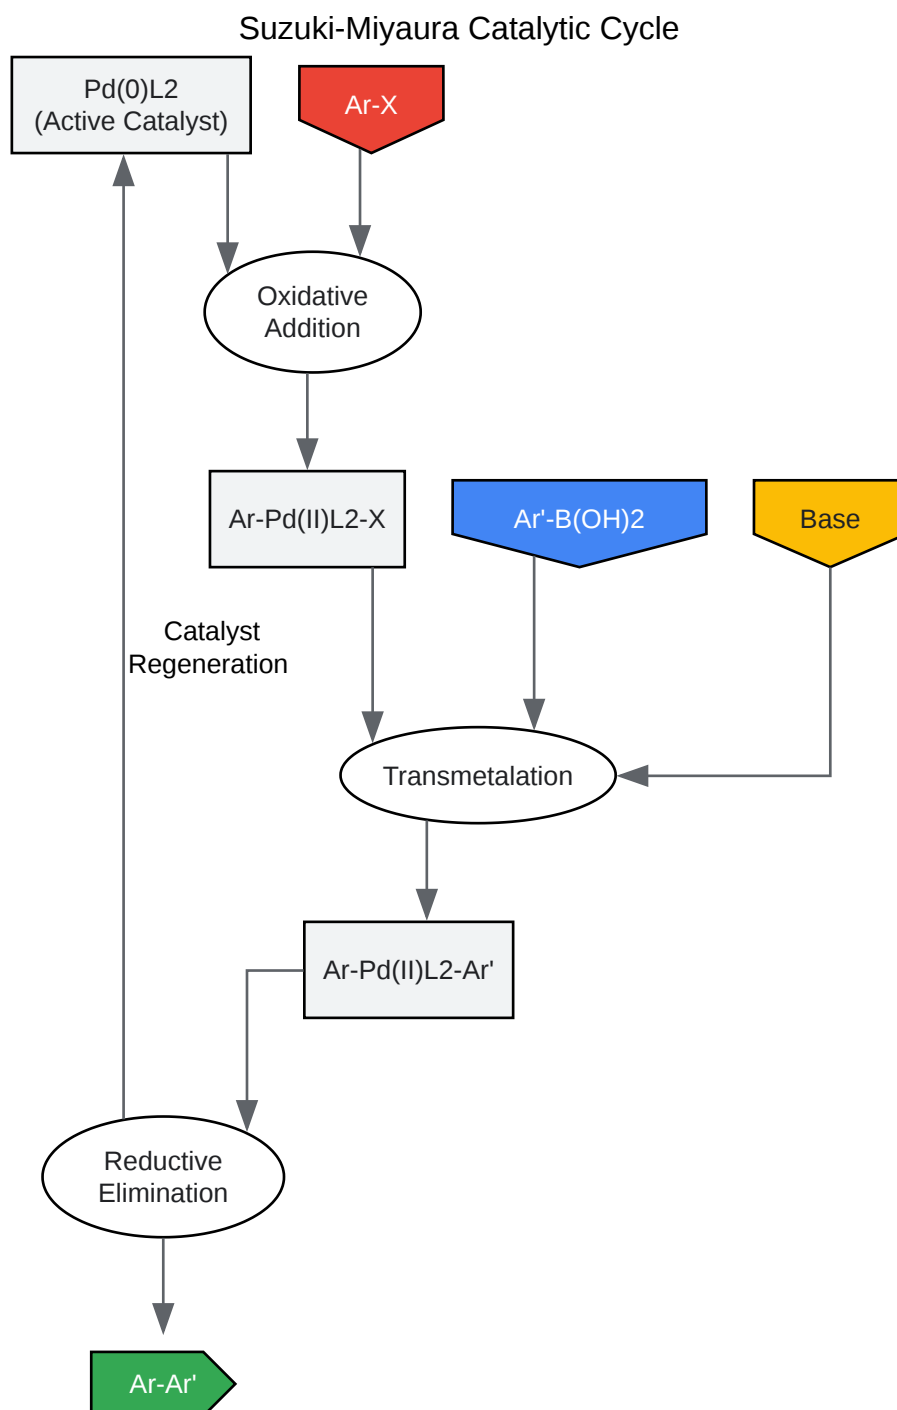 Suzuki-Miyaura Catalytic Cycle
Pd(0)L2
(Active Catalyst)
Ar-X
Oxidative
Addition
Ar-Pd(II)L2-X
Ar'-B(OH)2
Base
Catalyst
Regeneration
Transmetalation
Ar-Pd(II)L2-Ar'
Reductive
Elimination
Ar-Ar'